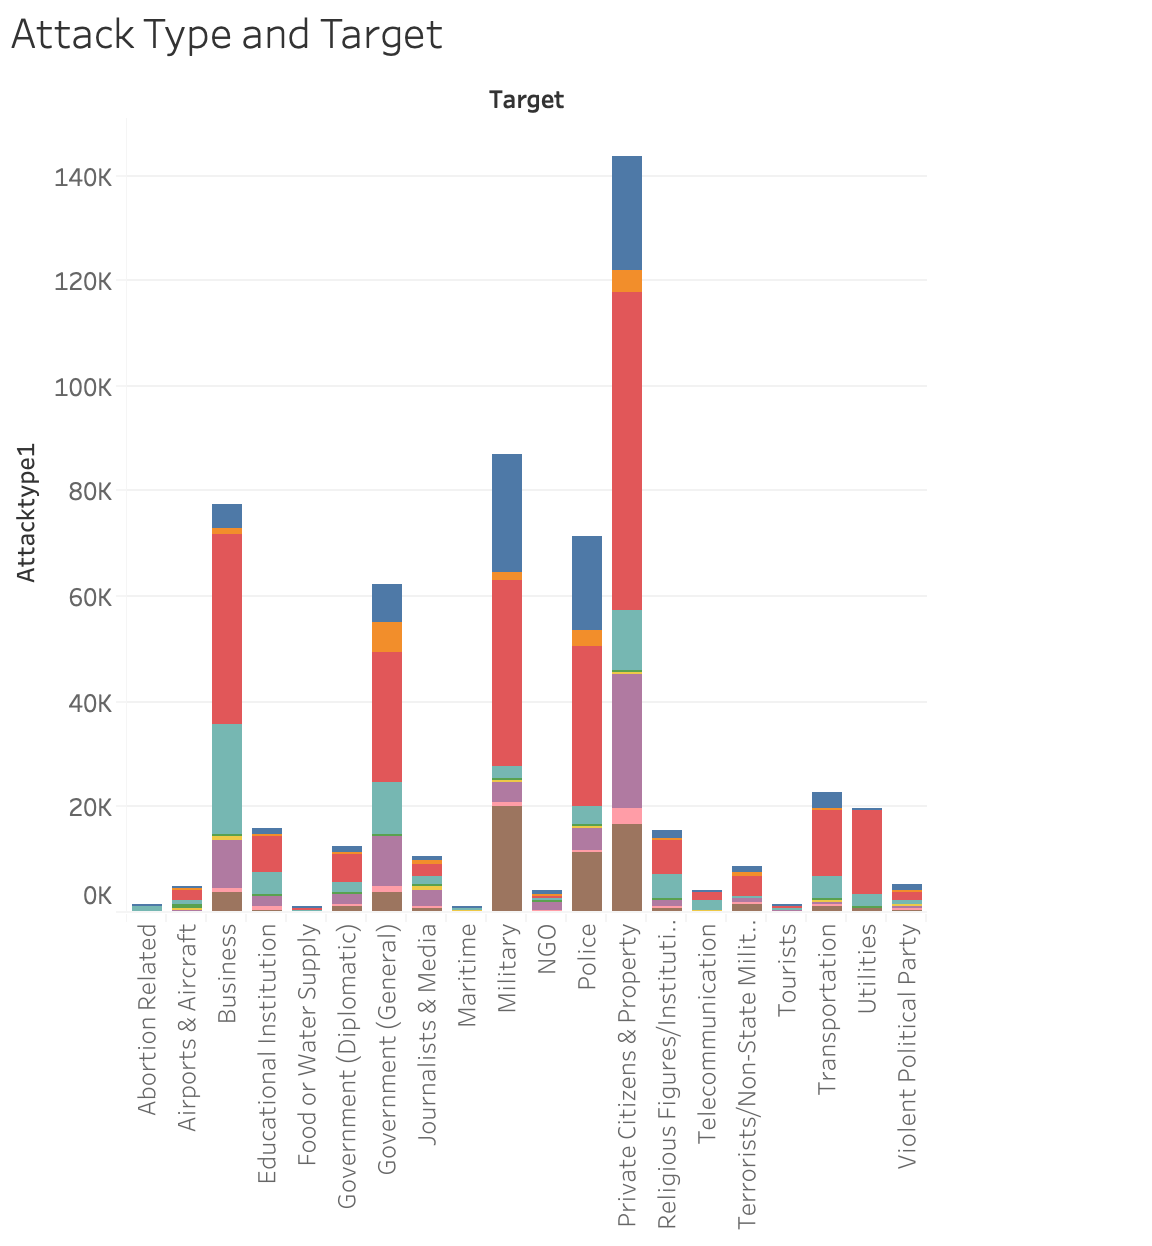 Attack Type and Target
Target
Attacktype1
140K
120K
100K
80K
60K
40K
20K
0K
Abortion Related
Airports & Aircraft
Business
Educational Institution
Food or Water Supply
Government (Diplomatic)
Government (General)
Journalists & Media
Maritime
Military
NGO
Police
Private Citizens & Property
Religious Figures/Instituti..
Telecommunication
Terrorists/Non-State Milit..
Tourists
Transportation
Utilities
Violent Political Party